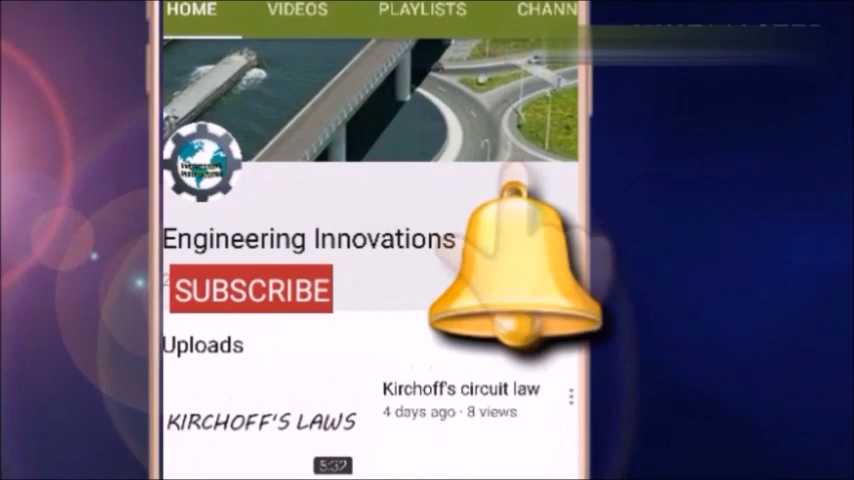 HOME VIDEOS PLAYLISTS CHANN
Engineering Innovations
SUBSCRIBE
Uploads
Kirchoff's circuit law
4 days ago · 8 views
KIRCHOFF'S LAWS
5:32